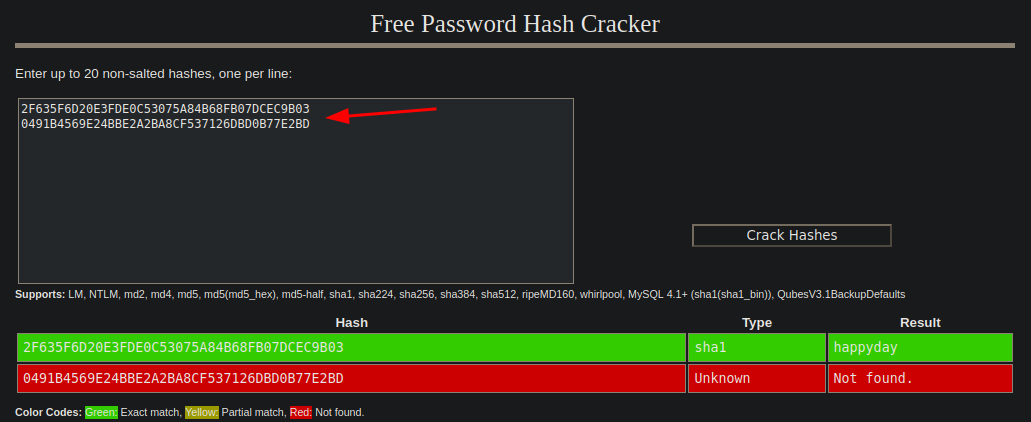 Free Password Hash Cracker
Enter up to 20 non-salted hashes, one per line:
2F635F6D20E3FDE0C53075A84B68FB07DCEC9B03
0491B4569E24BBE2A2BA8CF537126DBD0B77E2BD
Crack Hashes
Supports: LM, NTLM, md2, md4, md5, md5(md5_hex), md5-half, sha1, sha224, sha256, sha384, sha512, ripeMD160, whirlpool, MySQL 4.1+ (sha1(sha1_bin)), QubesV3.1BackupDefaults
Hash Type Result
2F635F6D20E3FDE0C53075A84B68FB07DCEC9B03 sha1 happyday
0491B4569E24BBE2A2BA8CF537126DBD0B77E2BD Unknown Not found.
Color Codes: Green: Exact match, Yellow: Partial match, Red: Not found.